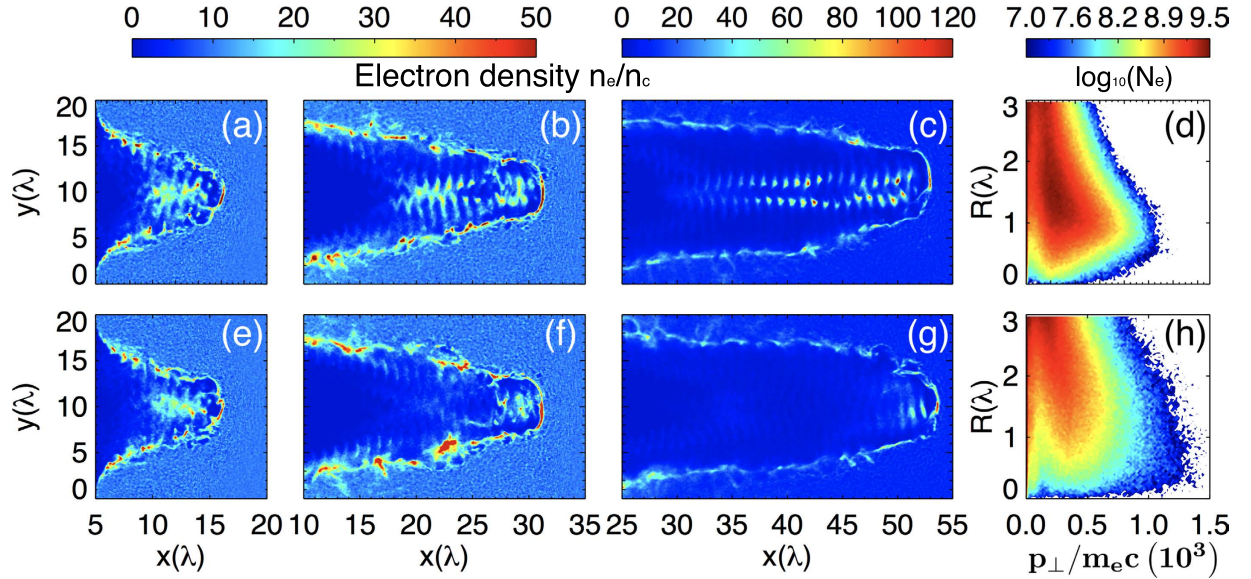 0 10 20 30 40 50
0 20 40 60 80 100 120
7.0 7.6 8.2 8.9 9.5
Electron density nₑ/n꜀
log₁₀(Nₑ)
20 15 10 5 0
y(λ)
(a)
(b)
(c)
3 2 1 0
R(λ)
(d)
20 15 10 5 0
y(λ)
(e)
(f)
(g)
3 2 1 0
R(λ)
(h)
5 10 15 20
10 15 20 25 30 35
25 30 35 40 45 50 55
0.0 0.5 1.0 1.5
x(λ)
x(λ)
x(λ)
p⊥/mₑc (10³)